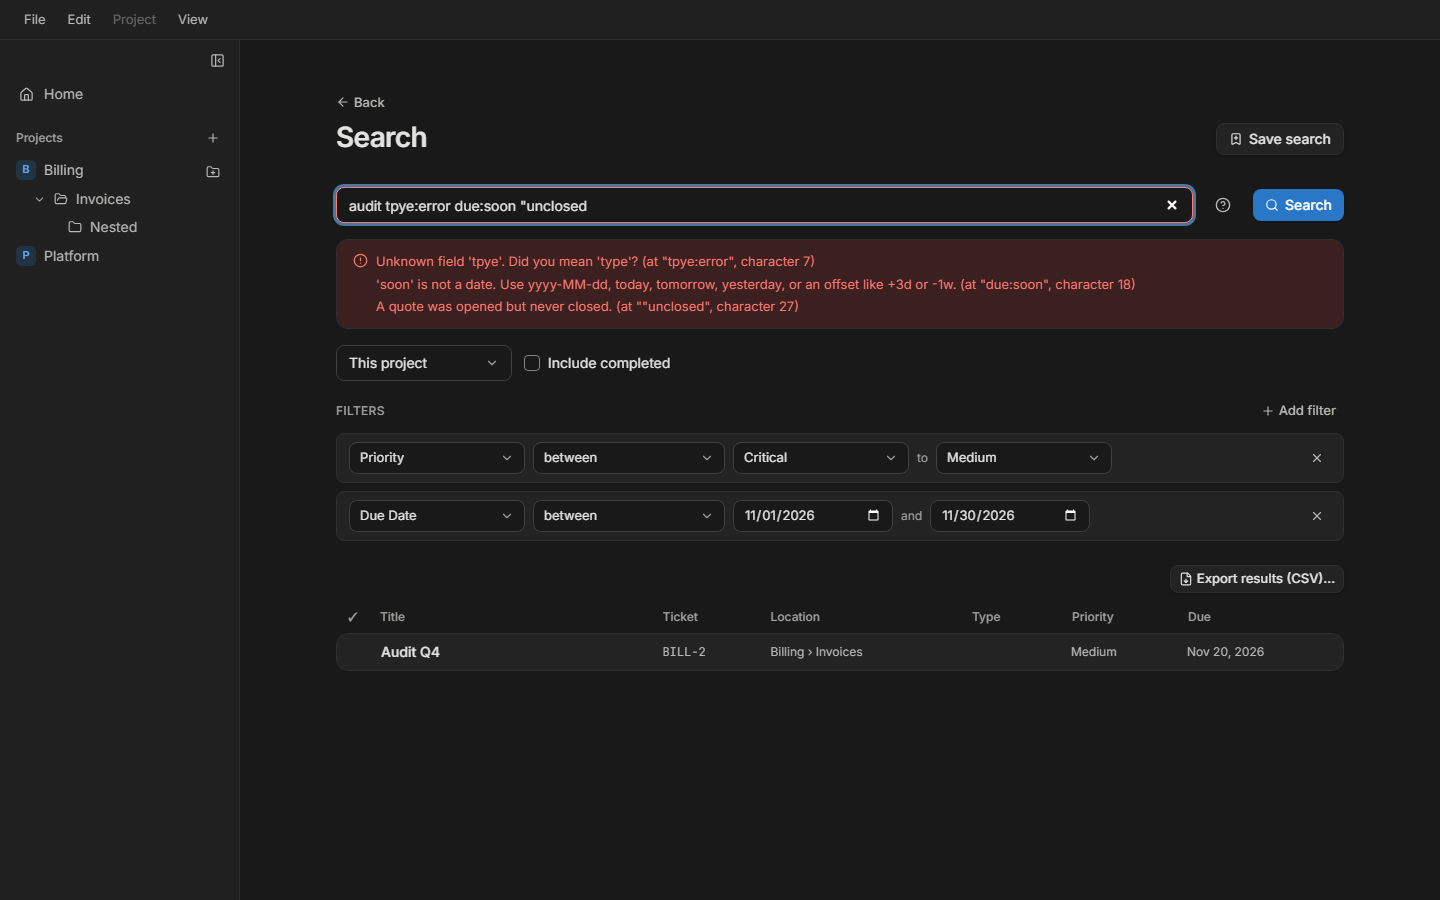 File Edit Project View
Home
Projects
B Billing
Invoices
Nested
P Platform
Back
Search
Save search
audit tpye:error due:soon "unclosed
Search
Unknown field 'tpye'. Did you mean 'type'? (at "tpye:error", character 7)
'soon' is not a date. Use yyyy-MM-dd, today, tomorrow, yesterday, or an offset like +3d or -1w. (at "due:soon", character 18)
A quote was opened but never closed. (at ""unclosed", character 27)
This project Include completed
FILTERS Add filter
Priority between Critical to Medium
Due Date between 11/01/2026 and 11/30/2026
Export results (CSV)...
✓ Title Ticket Location Type Priority Due
Audit Q4 BILL-2 Billing › Invoices Medium Nov 20, 2026